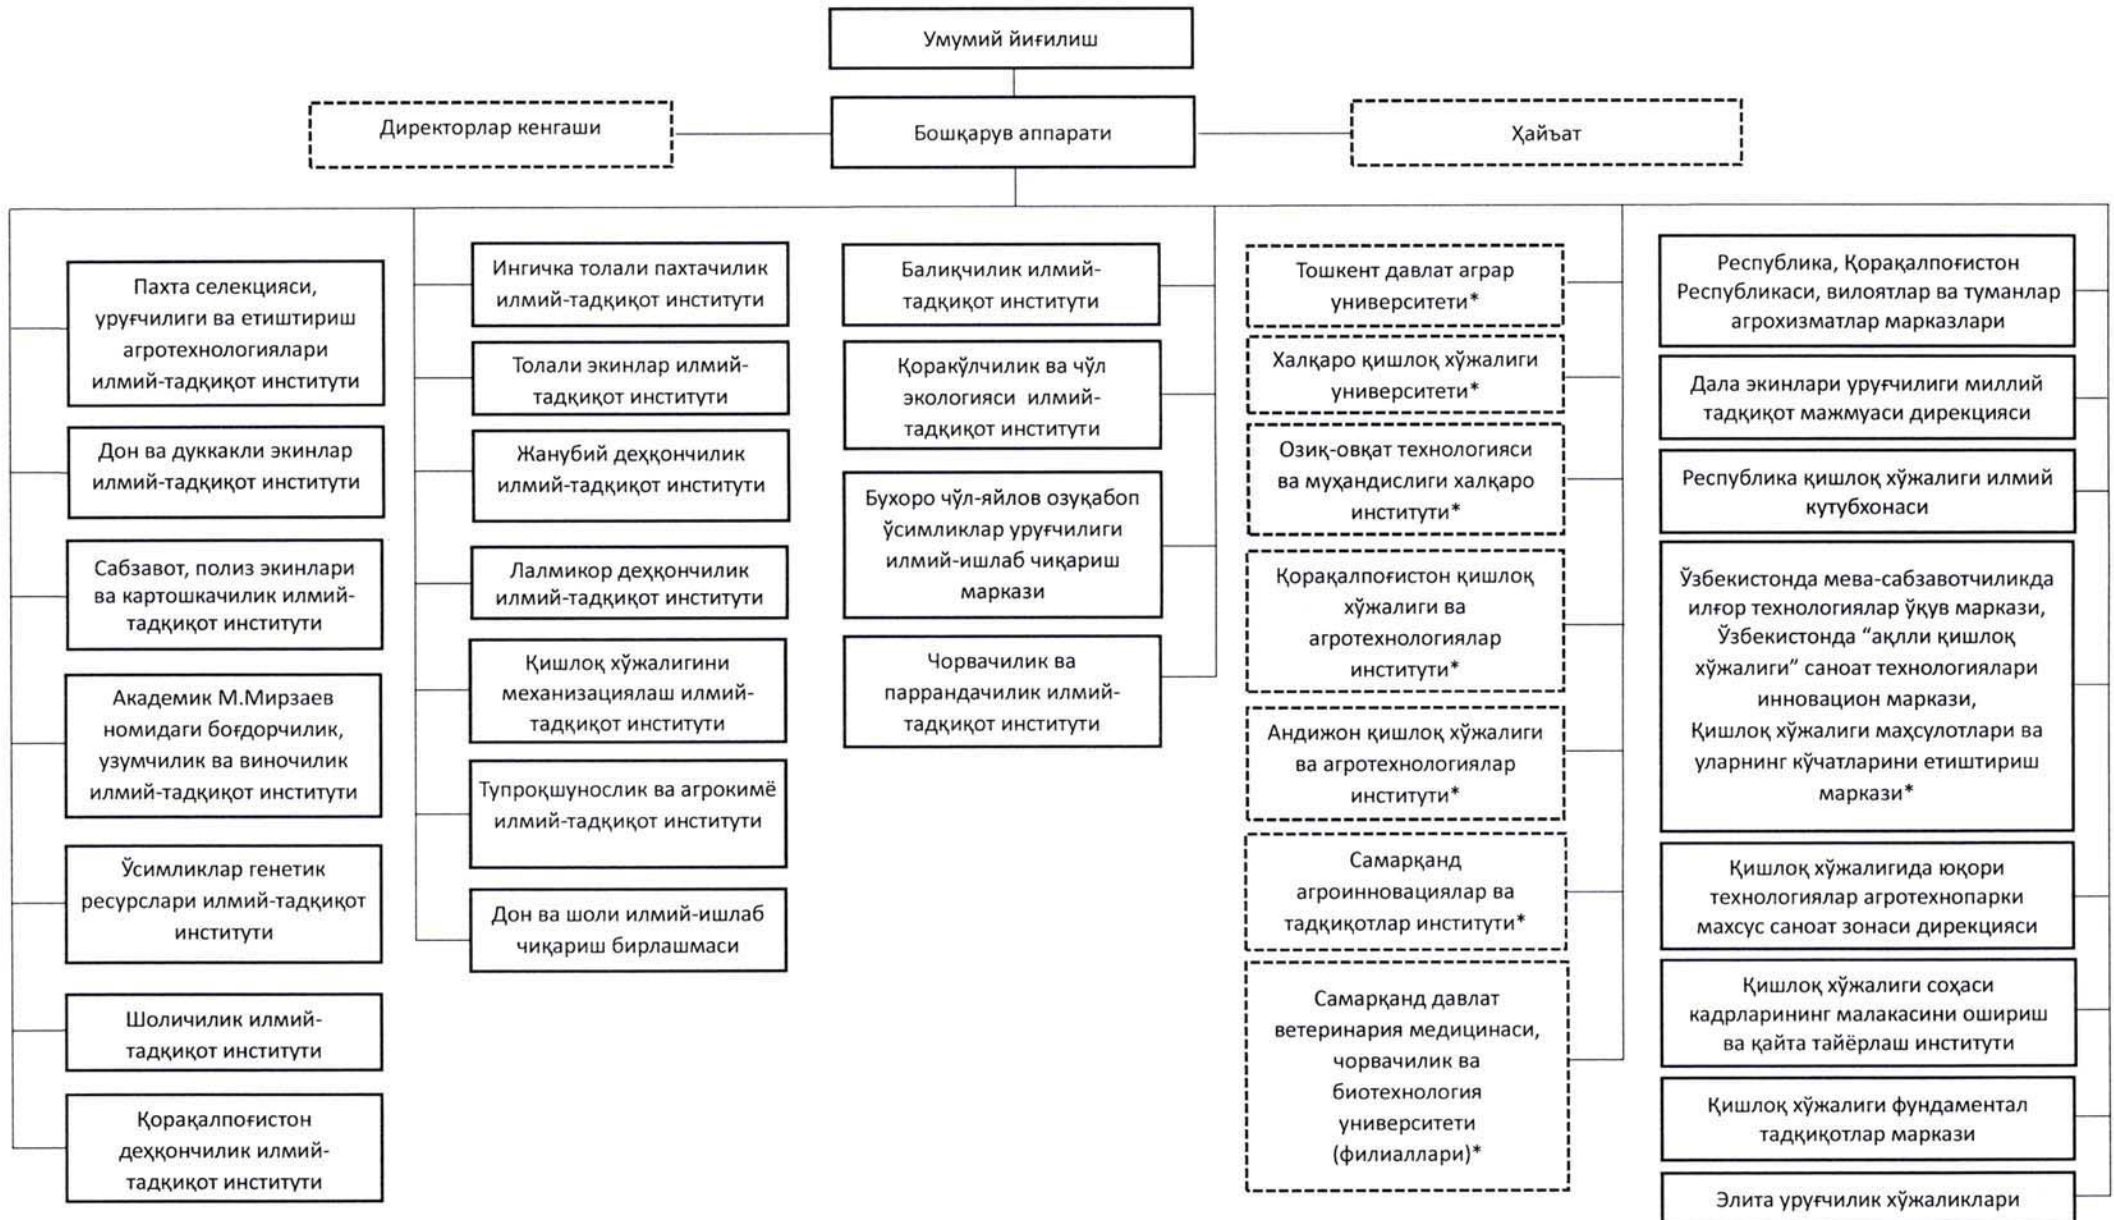 Умумий йиғилиш
Директорлар кенгаши
Бошқарув аппарати
Ҳайъат
Пахта селекцияси,
уруғчилиги ва етиштириш
агротехнологиялари
илмий-тадқиқот институти
Дон ва дуккакли экинлар
илмий-тадқиқот институти
Сабзавот, полиз экинлари
ва картошкачилик илмий-
тадқиқот институти
Академик М.Мирзаев
номидаги боғдорчилик,
узумчилик ва виночилик
илмий-тадқиқот институти
Ўсимликлар генетик
ресурслари илмий-тадқиқот
институти
Шоличилик илмий-
тадқиқот институти
Қорақалпоғистон
деҳқончилик илмий-
тадқиқот институти
Ингичка толали пахтачилик
илмий-тадқиқот институти
Толали экинлар илмий-
тадқиқот институти
Жанубий деҳқончилик
илмий-тадқиқот институти
Лалмикор деҳқончилик
илмий-тадқиқот институти
Қишлоқ хўжалигини
механизациялаш илмий-
тадқиқот институти
Тупроқшунослик ва агрокимё
илмий-тадқиқот институти
Дон ва шоли илмий-ишлаб
чиқариш бирлашмаси
Балиқчилик илмий-
тадқиқот институти
Қоракўлчилик ва чўл
экологияси илмий-
тадқиқот институти
Бухоро чўл-яйлов озуқабоп
ўсимликлар уруғчилиги
илмий-ишлаб чиқариш
маркази
Чорвачилик ва
паррандачилик илмий-
тадқиқот институти
Тошкент давлат аграр
университети*
Халқаро қишлоқ хўжалиги
университети*
Озиқ-овқат технологияси
ва муҳандислиги халқаро
институти*
Қорақалпоғистон қишлоқ
хўжалиги ва
агротехнологиялар
институти*
Андижон қишлоқ хўжалиги
ва агротехнологиялар
институти*
Самарқанд
агроинновациялар ва
тадқиқотлар институти*
Самарқанд давлат
ветеринария медицинаси,
чорвачилик ва
биотехнология
университети
(филиаллари)*
Республика, Қорақалпоғистон
Республикаси, вилоятлар ва туманлар
агрохизматлар марказлари
Дала экинлари уруғчилиги миллий
тадқиқот мажмуаси дирекцияси
Республика қишлоқ хўжалиги илмий
кутубхонаси
Ўзбекистонда мева-сабзавотчиликда
илғор технологиялар ўқув маркази,
Ўзбекистонда “ақлли қишлоқ
хўжалиги” саноат технологиялари
инновацион маркази,
Қишлоқ хўжалиги маҳсулотлари ва
уларнинг кўчатларини етиштириш
маркази*
Қишлоқ хўжалигида юқори
технологиялар агротехнопарки
махсус саноат зонаси дирекцияси
Қишлоқ хўжалиги соҳаси
кадрларининг малакасини ошириш
ва қайта тайёрлаш институти
Қишлоқ хўжалиги фундаментал
тадқиқотлар маркази
Элита уруғчилик хўжаликлари